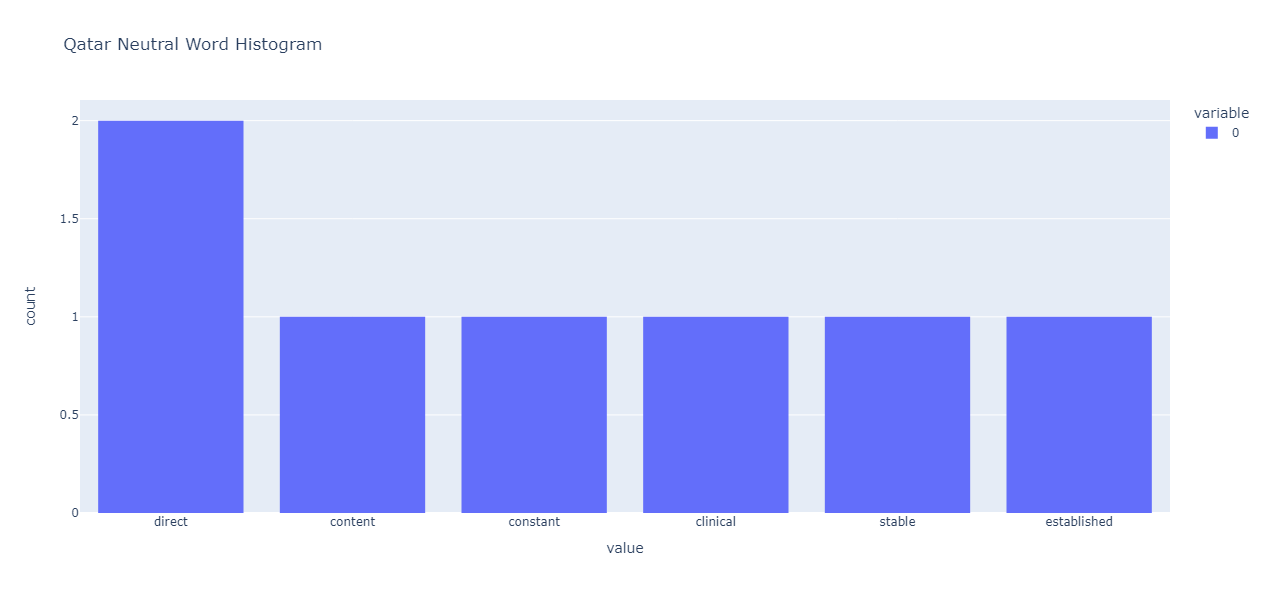 Qatar Neutral Word Histogram
variable
0
count
2
1.5
1
0.5
0
direct content constant clinical stable established
value